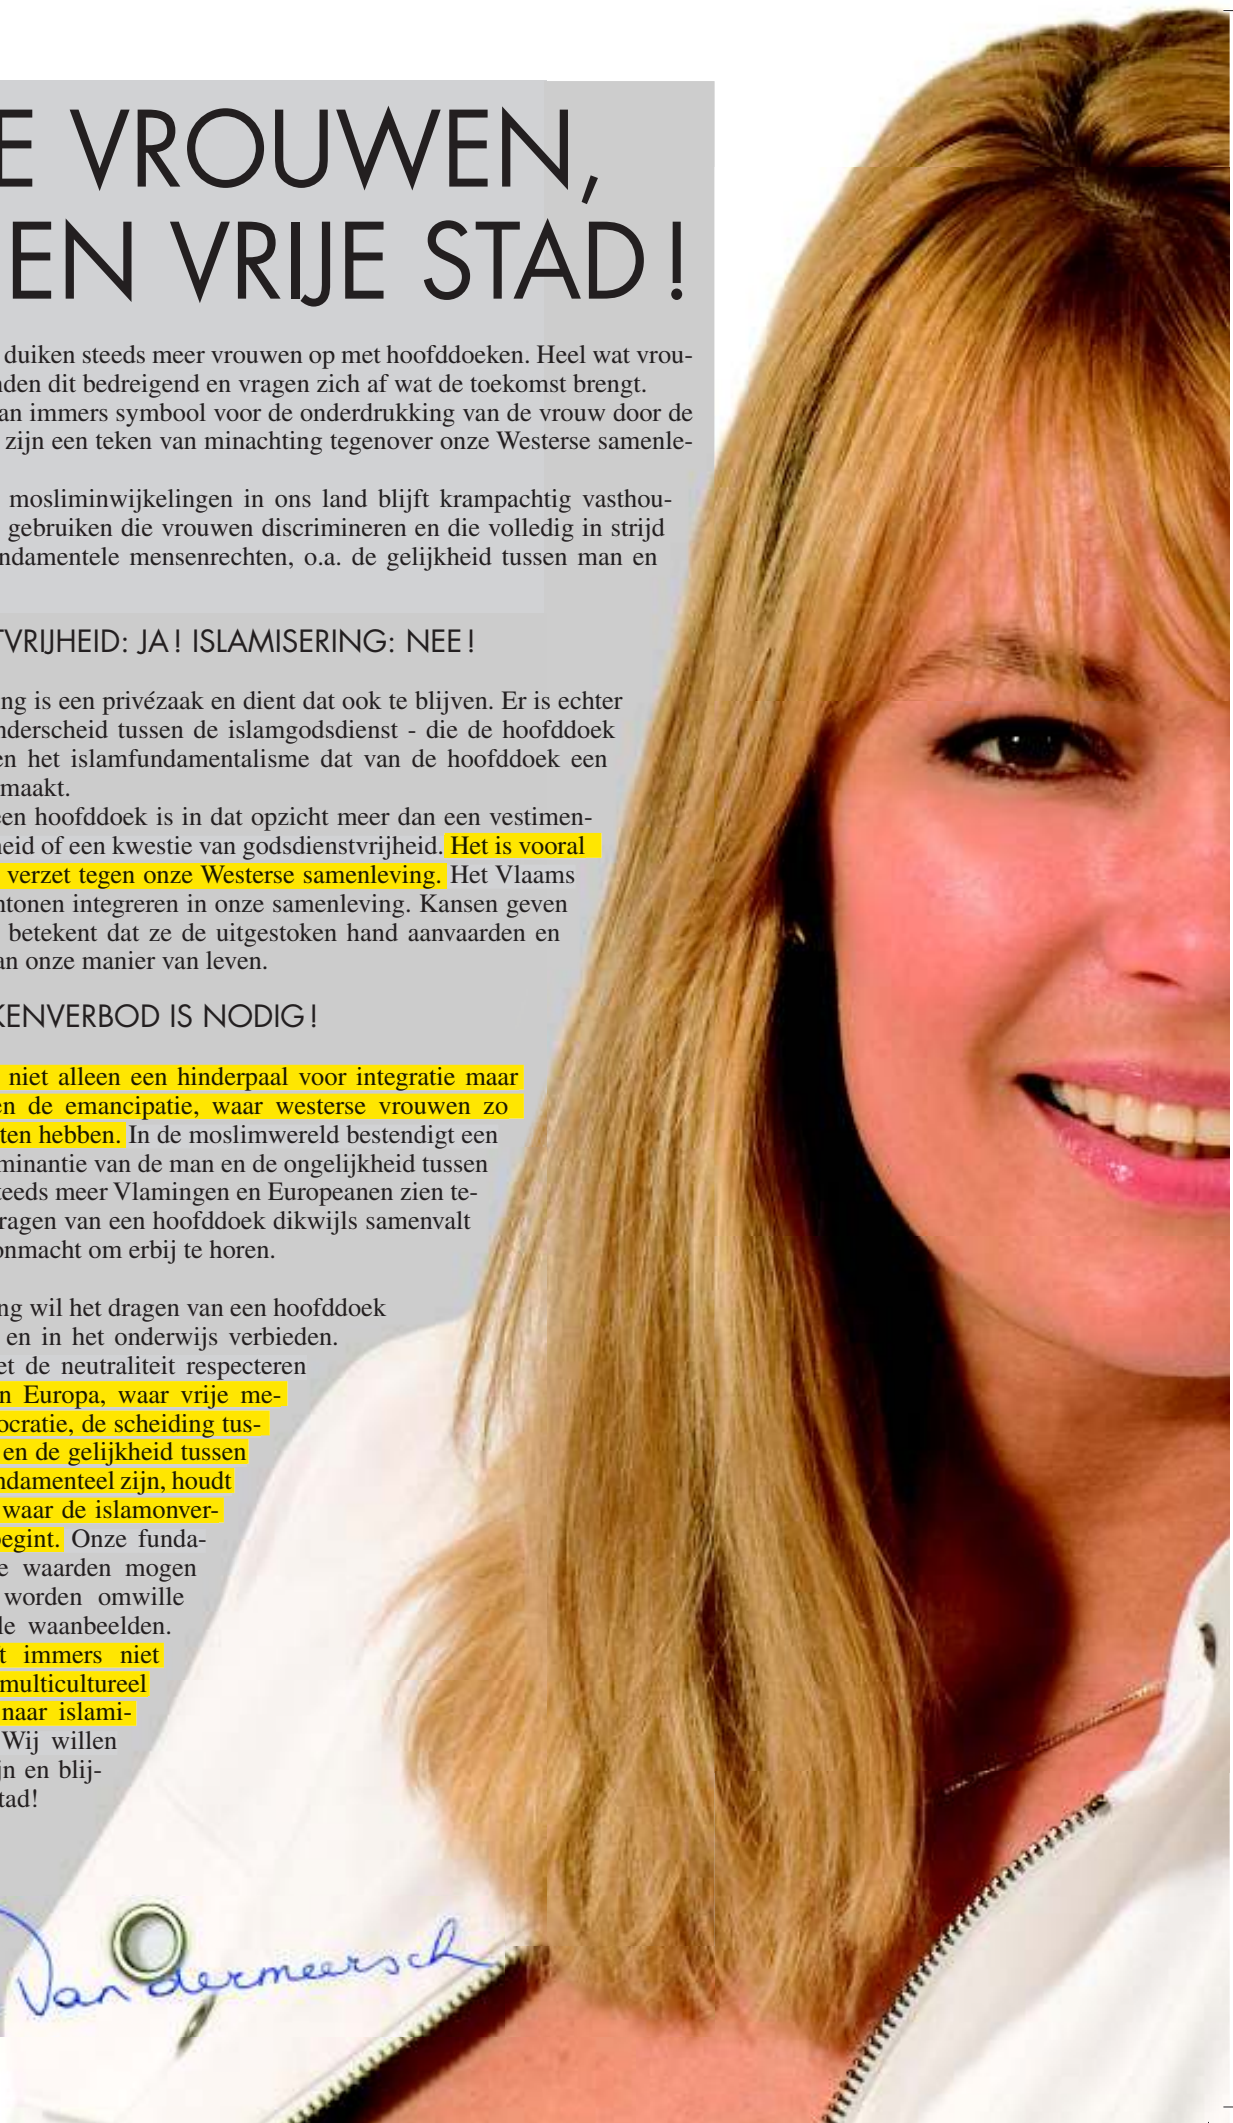 E VROUWEN,
EN VRIJE STAD!
duiken steeds meer vrouwen op met hoofddoeken. Heel wat vrou-
nden dit bedreigend en vragen zich af wat de toekomst brengt.
an immers symbool voor de onderdrukking van de vrouw door de
zijn een teken van minachting tegenover onze Westerse samenle-
mosliminwijkelingen in ons land blijft krampachtig vasthou-
gebruiken die vrouwen discrimineren en die volledig in strijd
ndamentele mensenrechten, o.a. de gelijkheid tussen man en
TVRIJHEID: JA! ISLAMISERING: NEE!
ng is een privézaak en dient dat ook te blijven. Er is echter
nderscheid tussen de islamgodsdienst - die de hoofddoek
en het islamfundamentalisme dat van de hoofddoek een
maakt.
een hoofddoek is in dat opzicht meer dan een vestimen-
heid of een kwestie van godsdienstvrijheid. Het is vooral
verzet tegen onze Westerse samenleving. Het Vlaams
ntonen integreren in onze samenleving. Kansen geven
betekent dat ze de uitgestoken hand aanvaarden en
an onze manier van leven.
KENVERBOD IS NODIG!
niet alleen een hinderpaal voor integratie maar
en de emancipatie, waar westerse vrouwen zo
ten hebben. In de moslimwereld bestendigt een
minantie van de man en de ongelijkheid tussen
teeds meer Vlamingen en Europeanen zien te-
ragen van een hoofddoek dikwijls samenvalt
onmacht om erbij te horen.
ng wil het dragen van een hoofddoek
en in het onderwijs verbieden.
et de neutraliteit respecteren
n Europa, waar vrije me-
ocratie, de scheiding tus-
en de gelijkheid tussen
ndamenteel zijn, houdt
waar de islamonver-
egint. Onze funda-
e waarden mogen
worden omwille
le waanbeelden.
t immers niet
multicultureel
naar islami-
Wij willen
jn en blij-
tad!
Vandermeersch